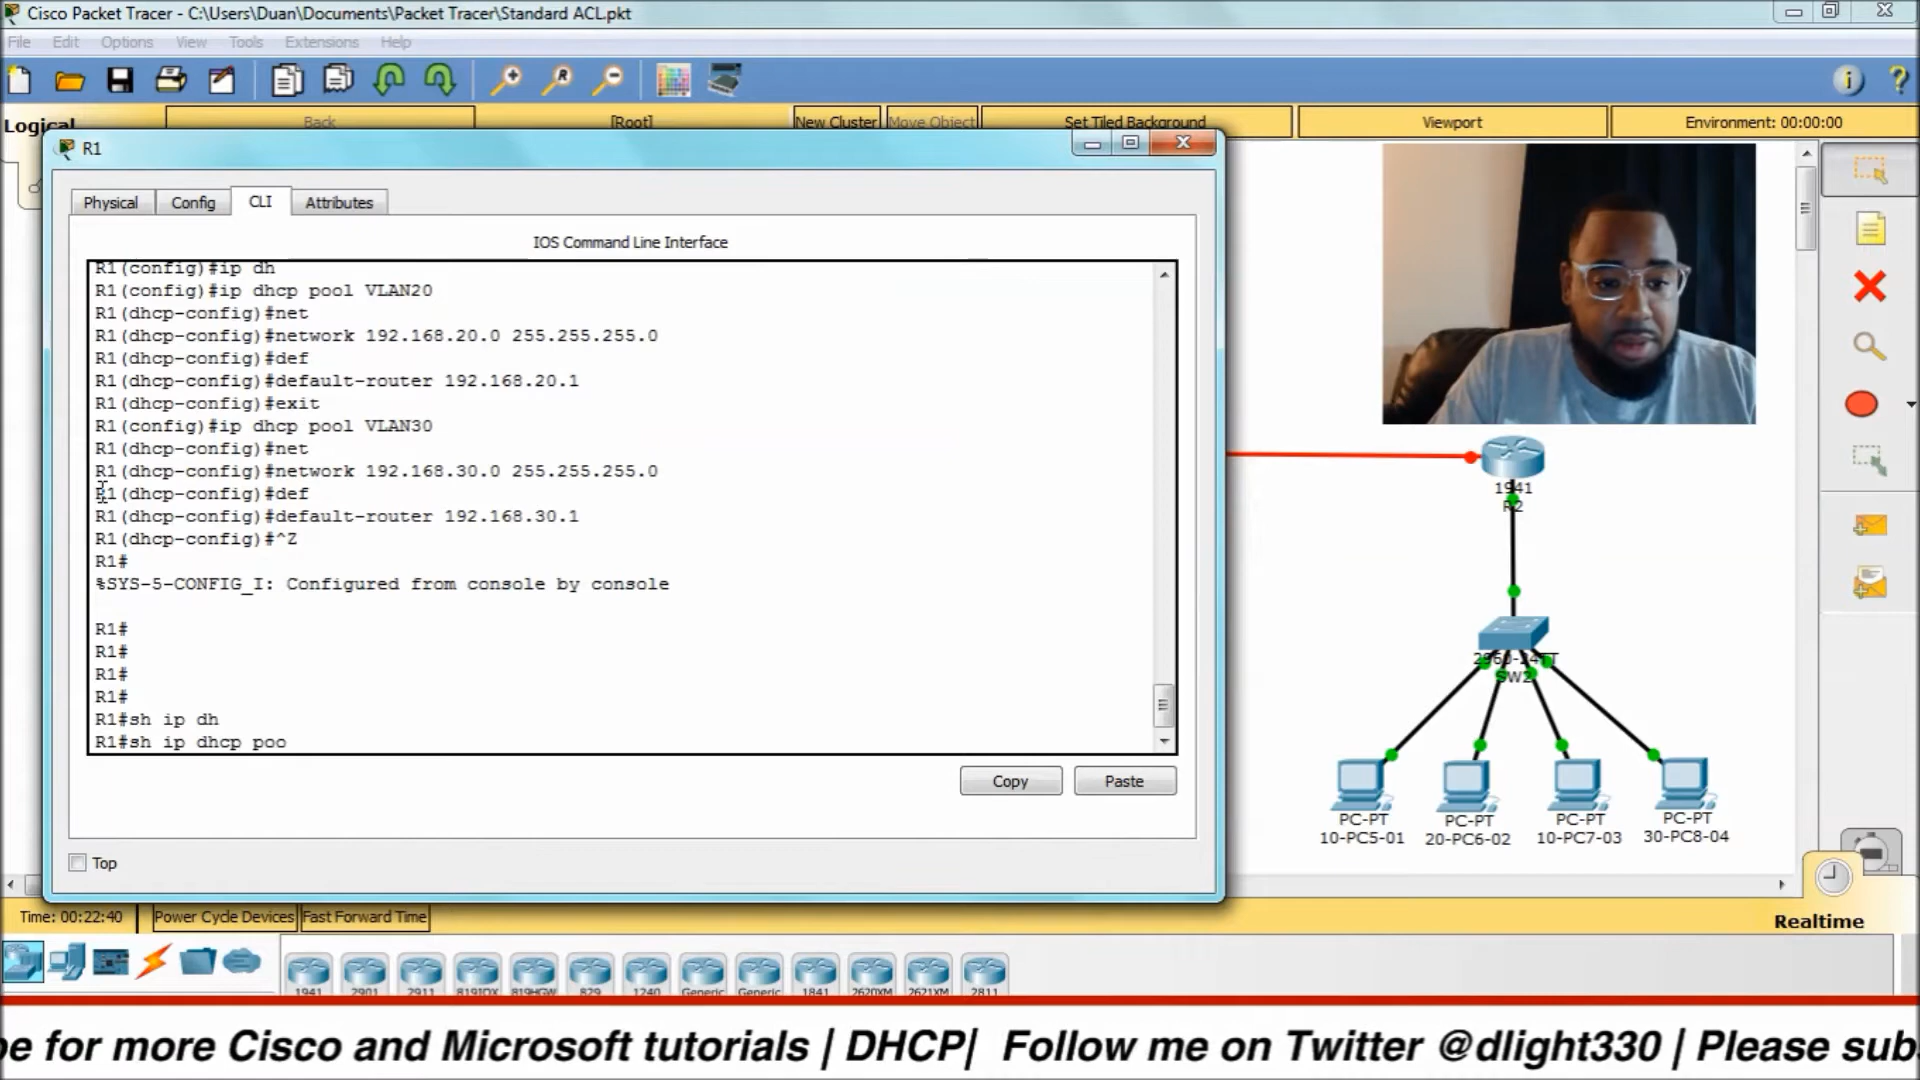 Cisco Packet Tracer - C:\Users\Duan\Documents\Packet Tracer\Standard ACL.pkt
File Edit Options View Tools Extensions Help
Logical Back [Root] New Cluster Move Object Set Tiled Background Viewport Environment: 00:00:00
R1
Physical Config CLI Attributes
IOS Command Line Interface
R1(config)#ip dh
R1(config)#ip dhcp pool VLAN20
R1(dhcp-config)#net
R1(dhcp-config)#network 192.168.20.0 255.255.255.0
R1(dhcp-config)#def
R1(dhcp-config)#default-router 192.168.20.1
R1(dhcp-config)#exit
R1(config)#ip dhcp pool VLAN30
R1(dhcp-config)#net
R1(dhcp-config)#network 192.168.30.0 255.255.255.0
R1(dhcp-config)#def
R1(dhcp-config)#default-router 192.168.30.1
R1(dhcp-config)#^Z
R1#
%SYS-5-CONFIG_I: Configured from console by console
R1#
R1#
R1#
R1#
R1#sh ip dh
R1#sh ip dhcp poo
Copy Paste
Top
1941
R2
2960-24TT
SW2
PC-PT PC-PT PC-PT PC-PT
10-PC5-01 20-PC6-02 10-PC7-03 30-PC8-04
Time: 00:22:40 Power Cycle Devices Fast Forward Time
Realtime
1941 2901 2911 819IOX 819HGW 829 1240 Generic Generic 1841 2620XM 2621XM 2811
be for more Cisco and Microsoft tutorials | DHCP| Follow me on Twitter @dlight330 | Please subs